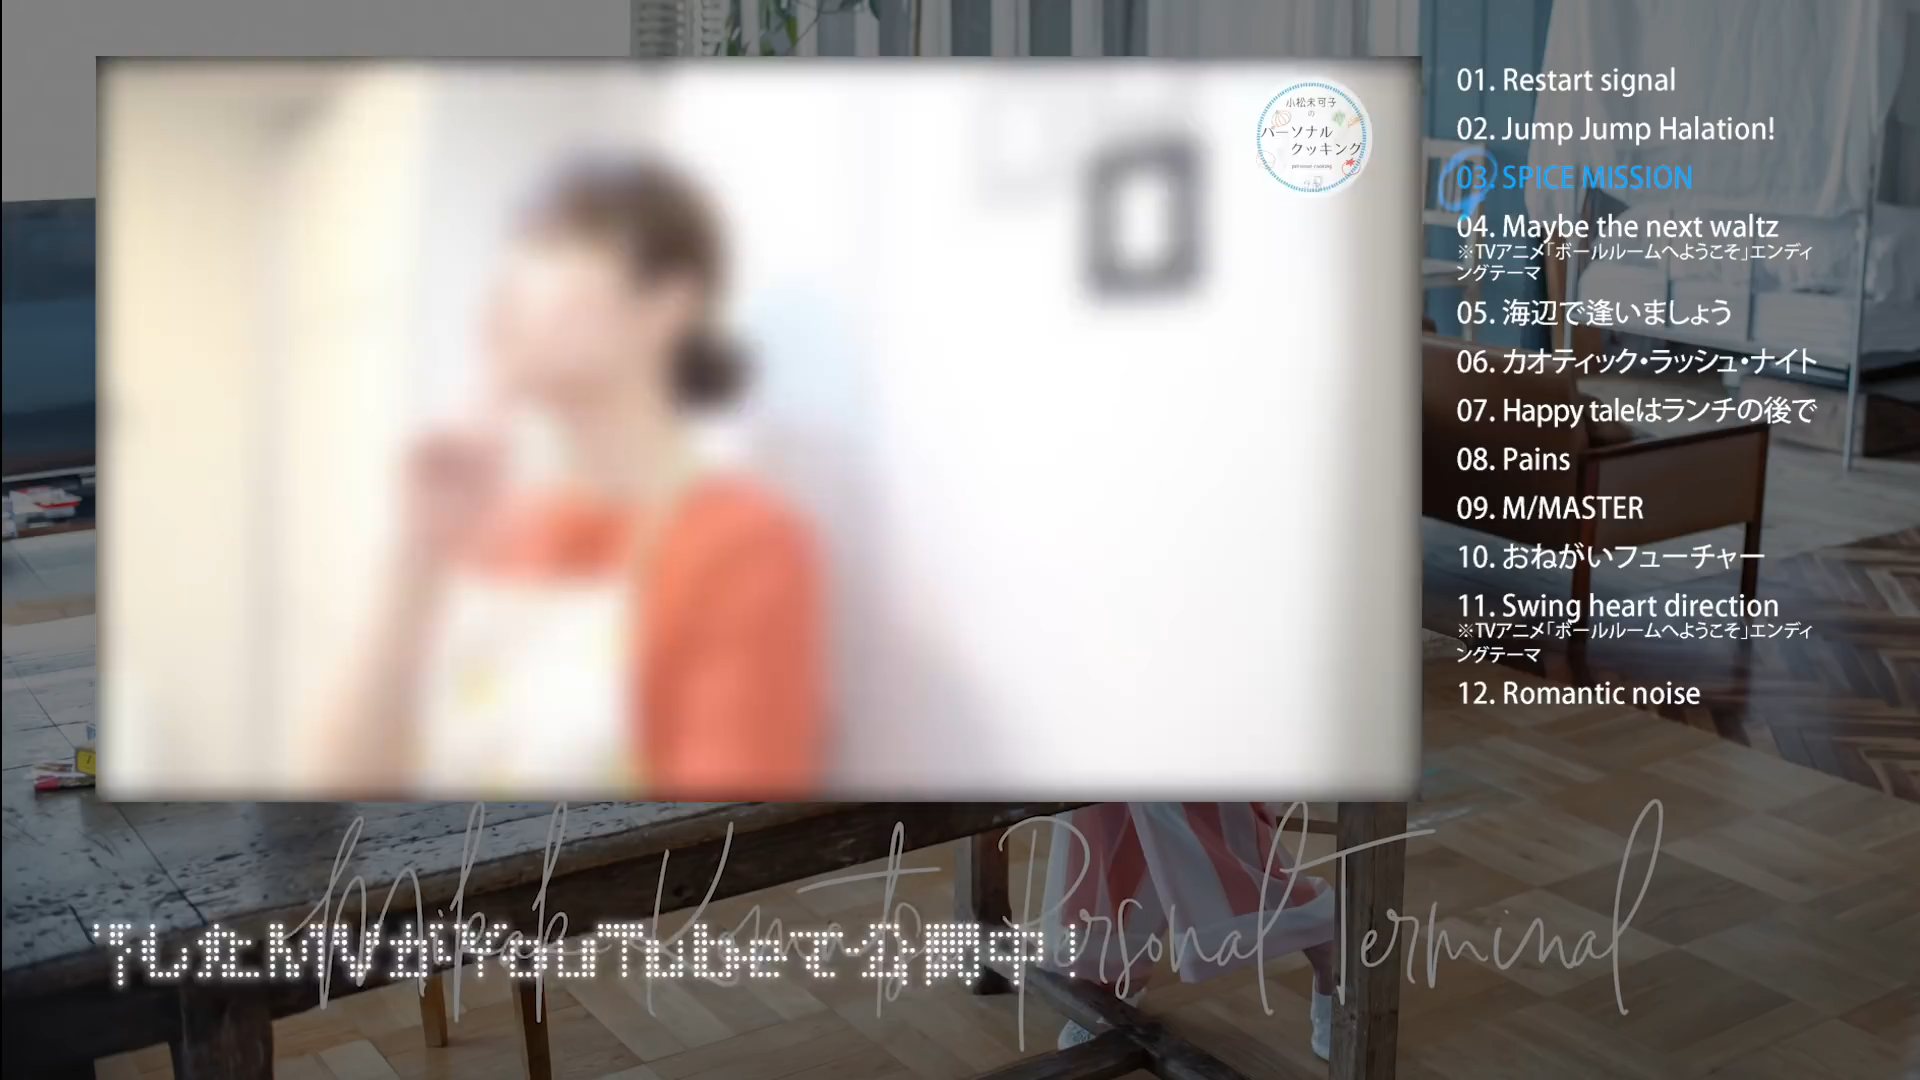 小松未可子
の
パーソナル
クッキング
personal cooking
01. Restart signal
02. Jump Jump Halation!
03. SPICE MISSION
04. Maybe the next waltz
※TVアニメ「ボールルームへようこそ」エンディ
ングテーマ
05. 海辺で逢いましょう
06. カオティック・ラッシュ・ナイト
07. Happy taleはランチの後で
08. Pains
09. M/MASTER
10. おねがいフューチャー
11. Swing heart direction
※TVアニメ「ボールルームへようこそ」エンディ
ングテーマ
12. Romantic noise
Mikako Komatsu Personal Terminal
YouTubeで公開中!